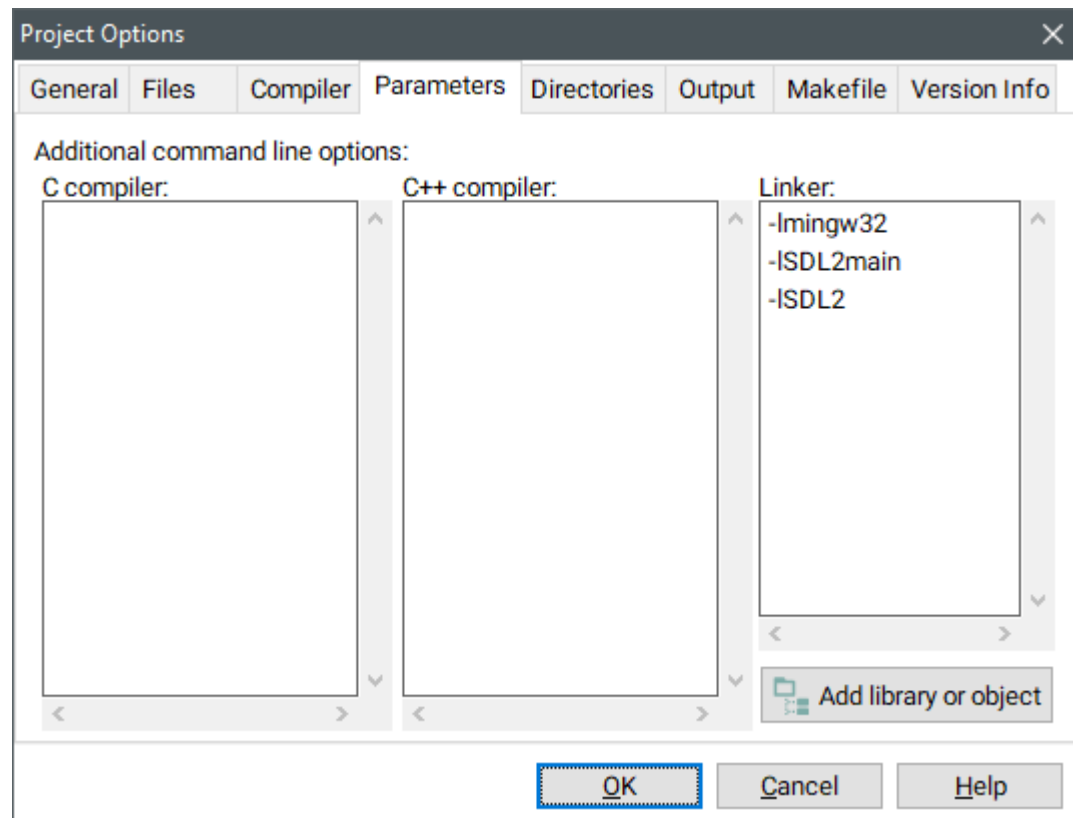 Project Options
General Files Compiler Parameters Directories Output Makefile Version Info
Additional command line options:
C compiler: C++ compiler: Linker:
-lmingw32
-lSDL2main
-lSDL2
Add library or object
OK Cancel Help